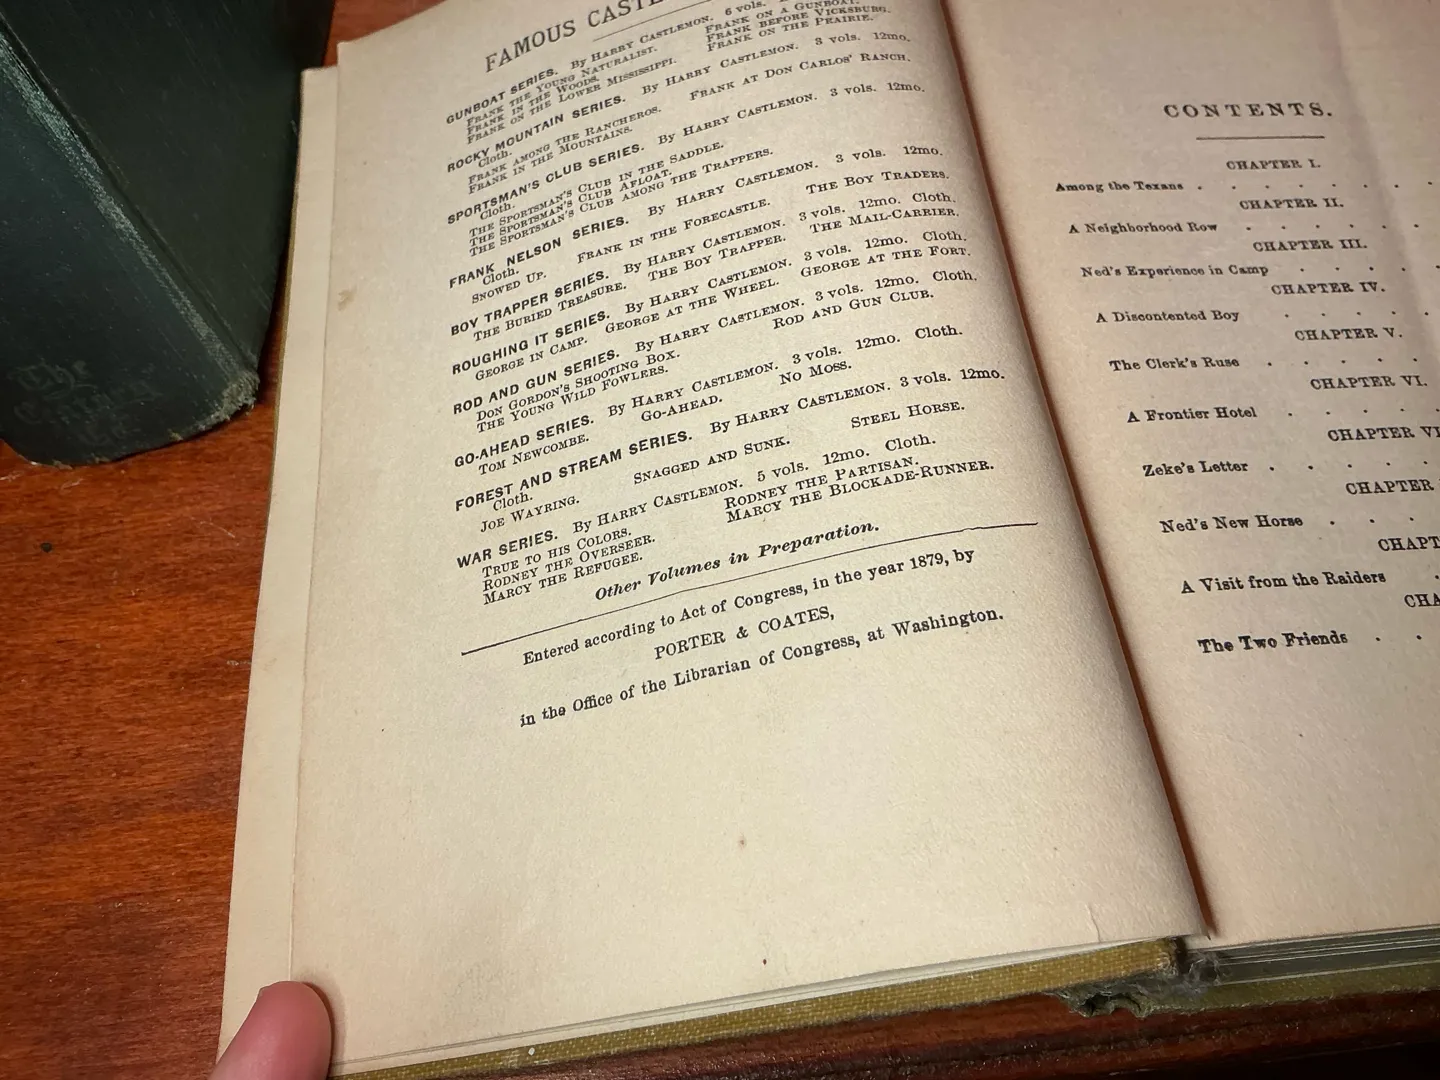 FAMOUS
GUNBOAT SERIES. By HARRY CASTLEMON. 6 vols.
FRANK THE YOUNG NATURALIST. FRANK ON A GUNBOAT.
FRANK IN THE WOODS. FRANK BEFORE VICKSBURG.
FRANK ON THE LOWER MISSISSIPPI. FRANK ON THE PRAIRIE.
ROCKY MOUNTAIN SERIES. By HARRY CASTLEMON. 3 vols. 12mo.
Cloth.
FRANK AMONG THE RANCHEROS. FRANK AT DON CARLOS' RANCH.
FRANK IN THE MOUNTAINS.
SPORTSMAN'S CLUB SERIES. By HARRY CASTLEMON. 3 vols. 12mo.
Cloth.
THE SPORTSMAN'S CLUB IN THE SADDLE.
THE SPORTSMAN'S CLUB AFLOAT.
THE SPORTSMAN'S CLUB AMONG THE TRAPPERS.
FRANK NELSON SERIES. By HARRY CASTLEMON. 3 vols. 12mo.
Cloth.
SNOWED UP. FRANK IN THE FORECASTLE. THE BOY TRADERS.
BOY TRAPPER SERIES. By HARRY CASTLEMON. 3 vols. 12mo. Cloth.
THE BURIED TREASURE. THE BOY TRAPPER. THE MAIL-CARRIER.
ROUGHING IT SERIES. By HARRY CASTLEMON. 3 vols. 12mo. Cloth.
GEORGE IN CAMP. GEORGE AT THE WHEEL. GEORGE AT THE FORT.
ROD AND GUN SERIES. By HARRY CASTLEMON. 3 vols. 12mo. Cloth.
DON GORDON'S SHOOTING BOX. ROD AND GUN CLUB.
THE YOUNG WILD FOWLERS.
GO-AHEAD SERIES. By HARRY CASTLEMON. 3 vols. 12mo. Cloth.
TOM NEWCOMBE. GO-AHEAD. NO MOSS.
FOREST AND STREAM SERIES. By HARRY CASTLEMON. 3 vols. 12mo.
Cloth.
JOE WAYRING. SNAGGED AND SUNK. STEEL HORSE.
WAR SERIES. By HARRY CASTLEMON. 5 vols. 12mo. Cloth.
TRUE TO HIS COLORS. RODNEY THE PARTISAN.
RODNEY THE OVERSEER. MARCY THE BLOCKADE-RUNNER.
MARCY THE REFUGEE.
Other Volumes in Preparation.
Entered according to Act of Congress, in the year 1879, by
PORTER & COATES,
in the Office of the Librarian of Congress, at Washington.
CONTENTS.
CHAPTER I.
Among the Texans . . . . . . .
CHAPTER II.
A Neighborhood Row . . . . . .
CHAPTER III.
Ned's Experience in Camp . . . .
CHAPTER IV.
A Discontented Boy . . . . .
CHAPTER V.
The Clerk's Ruse . . . . .
CHAPTER VI.
A Frontier Hotel . . . . .
CHAPTER
Zeke's Letter . . . . .
CHAPTER
Ned's New Horse . . .
A Visit from the Raiders .
The Two Friends . .